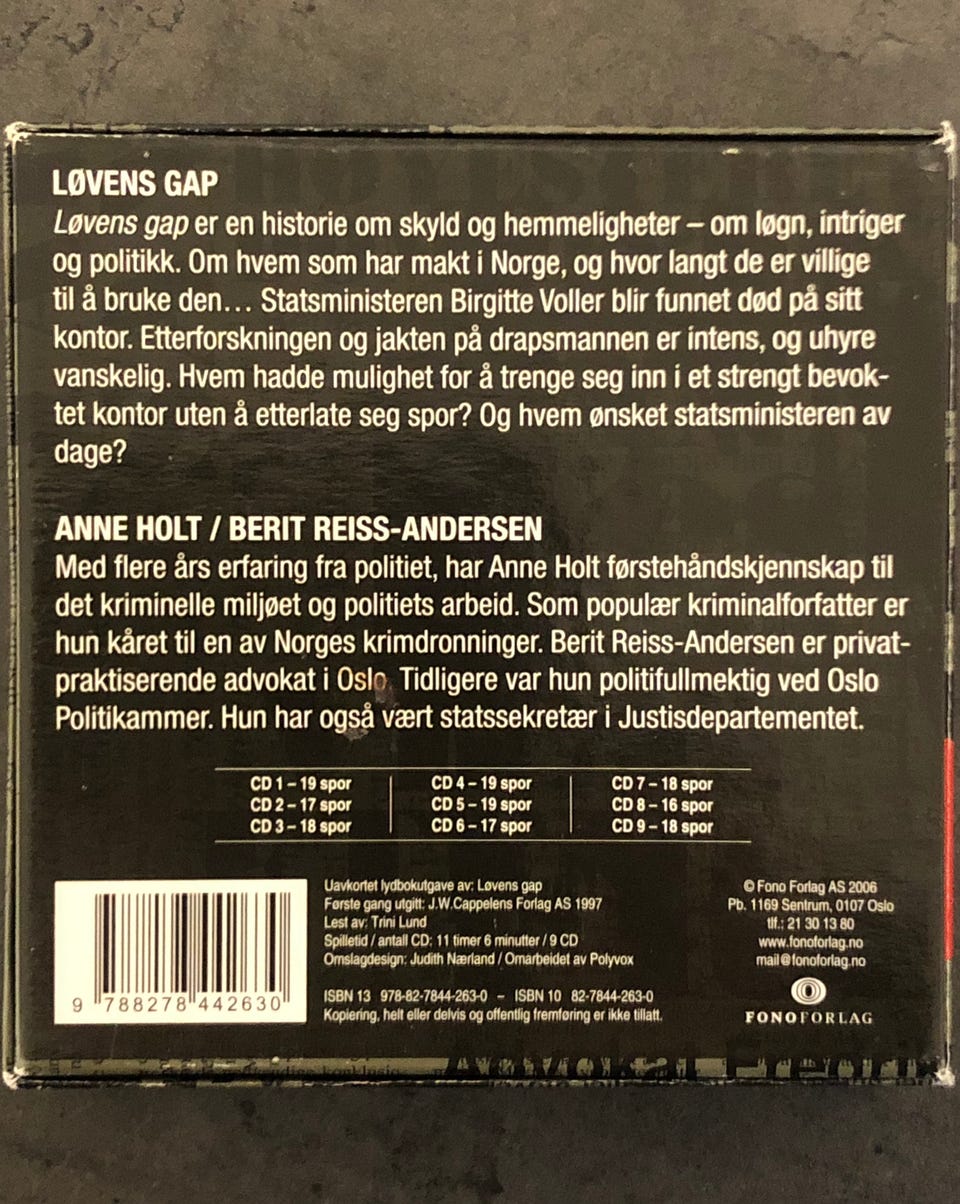 LØVENS GAP
Løvens gap er en historie om skyld og hemmeligheter – om løgn, intriger
og politikk. Om hvem som har makt i Norge, og hvor langt de er villige
til å bruke den... Statsministeren Birgitte Voller blir funnet død på sitt
kontor. Etterforskningen og jakten på drapsmannen er intens, og uhyre
vanskelig. Hvem hadde mulighet for å trenge seg inn i et strengt bevok-
tet kontor uten å etterlate seg spor? Og hvem ønsket statsministeren av
dage?
ANNE HOLT / BERIT REISS-ANDERSEN
Med flere års erfaring fra politiet, har Anne Holt førstehåndskjennskap til
det kriminelle miljøet og politiets arbeid. Som populær kriminalforfatter er
hun kåret til en av Norges krimdronninger. Berit Reiss-Andersen er privat-
praktiserende advokat i Oslo. Tidligere var hun politifullmektig ved Oslo
Politikammer. Hun har også vært statssekretær i Justisdepartementet.
CD 1 – 19 spor
CD 2 – 17 spor
CD 3 – 18 spor
CD 4 – 19 spor
CD 5 – 19 spor
CD 6 – 17 spor
CD 7 – 18 spor
CD 8 – 16 spor
CD 9 – 18 spor
9 788278 442630
Uavkortet lydbokutgave av: Løvens gap
Første gang utgitt: J.W.Cappelens Forlag AS 1997
Lest av: Trini Lund
Spilletid / antall CD: 11 timer 6 minutter / 9 CD
Omslagdesign: Judith Nærland / Omarbeidet av Polyvox
ISBN 13 978-82-7844-263-0 – ISBN 10 82-7844-263-0
Kopiering, helt eller delvis og offentlig fremføring er ikke tillatt.
© Fono Forlag AS 2006
Pb. 1169 Sentrum, 0107 Oslo
tlf.: 21 30 13 80
www.fonoforlag.no
mail@fonoforlag.no
FONOFORLAG